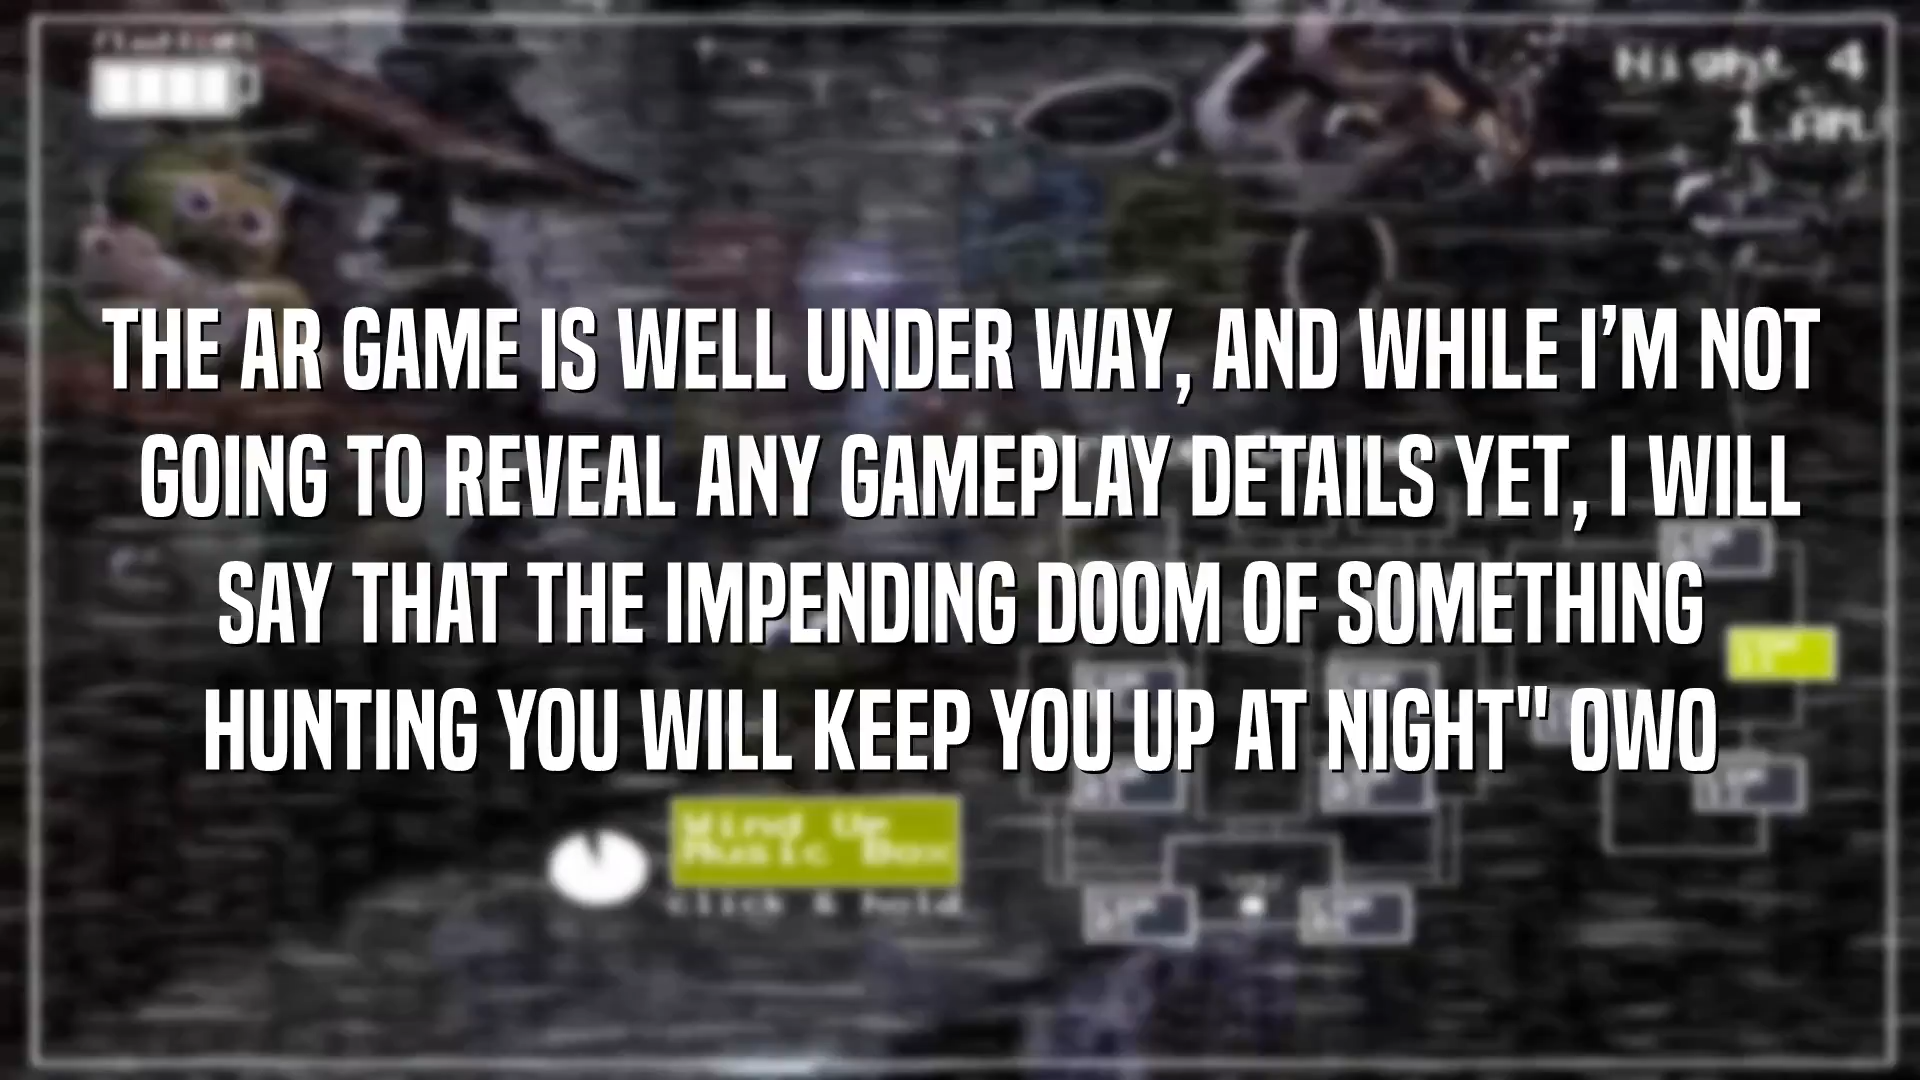 Night 4
1 AM
THE AR GAME IS WELL UNDER WAY, AND WHILE I’M NOT
GOING TO REVEAL ANY GAMEPLAY DETAILS YET, I WILL
SAY THAT THE IMPENDING DOOM OF SOMETHING
HUNTING YOU WILL KEEP YOU UP AT NIGHT" OWO
Wind Up
Music Box
click & hold